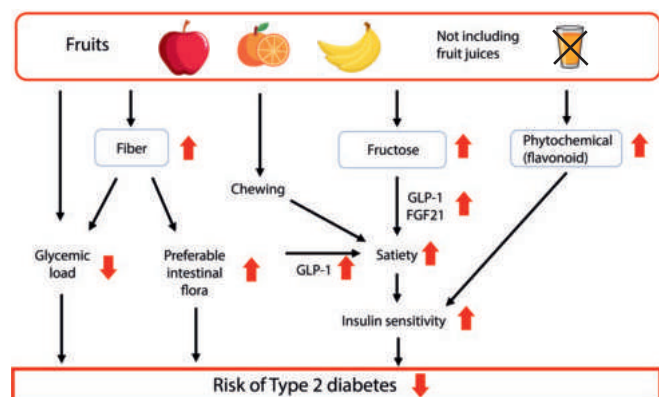 Fruits
Not including
fruit juices
Fiber
Fructose
Phytochemical
(flavonoid)
Chewing
GLP-1
FGF21
Glycemic
load
Preferable
intestinal
flora
GLP-1
Satiety
Insulin sensitivity
Risk of Type 2 diabetes